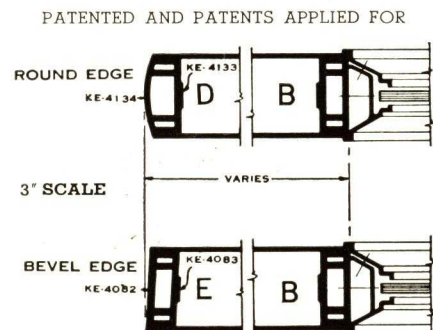 PATENTED AND PATENTS APPLIED FOR
ROUND EDGE
KE-4133
KE-4134
D
B
VARIES
3" SCALE
BEVEL EDGE
KE-4083
KE-4082
E
B